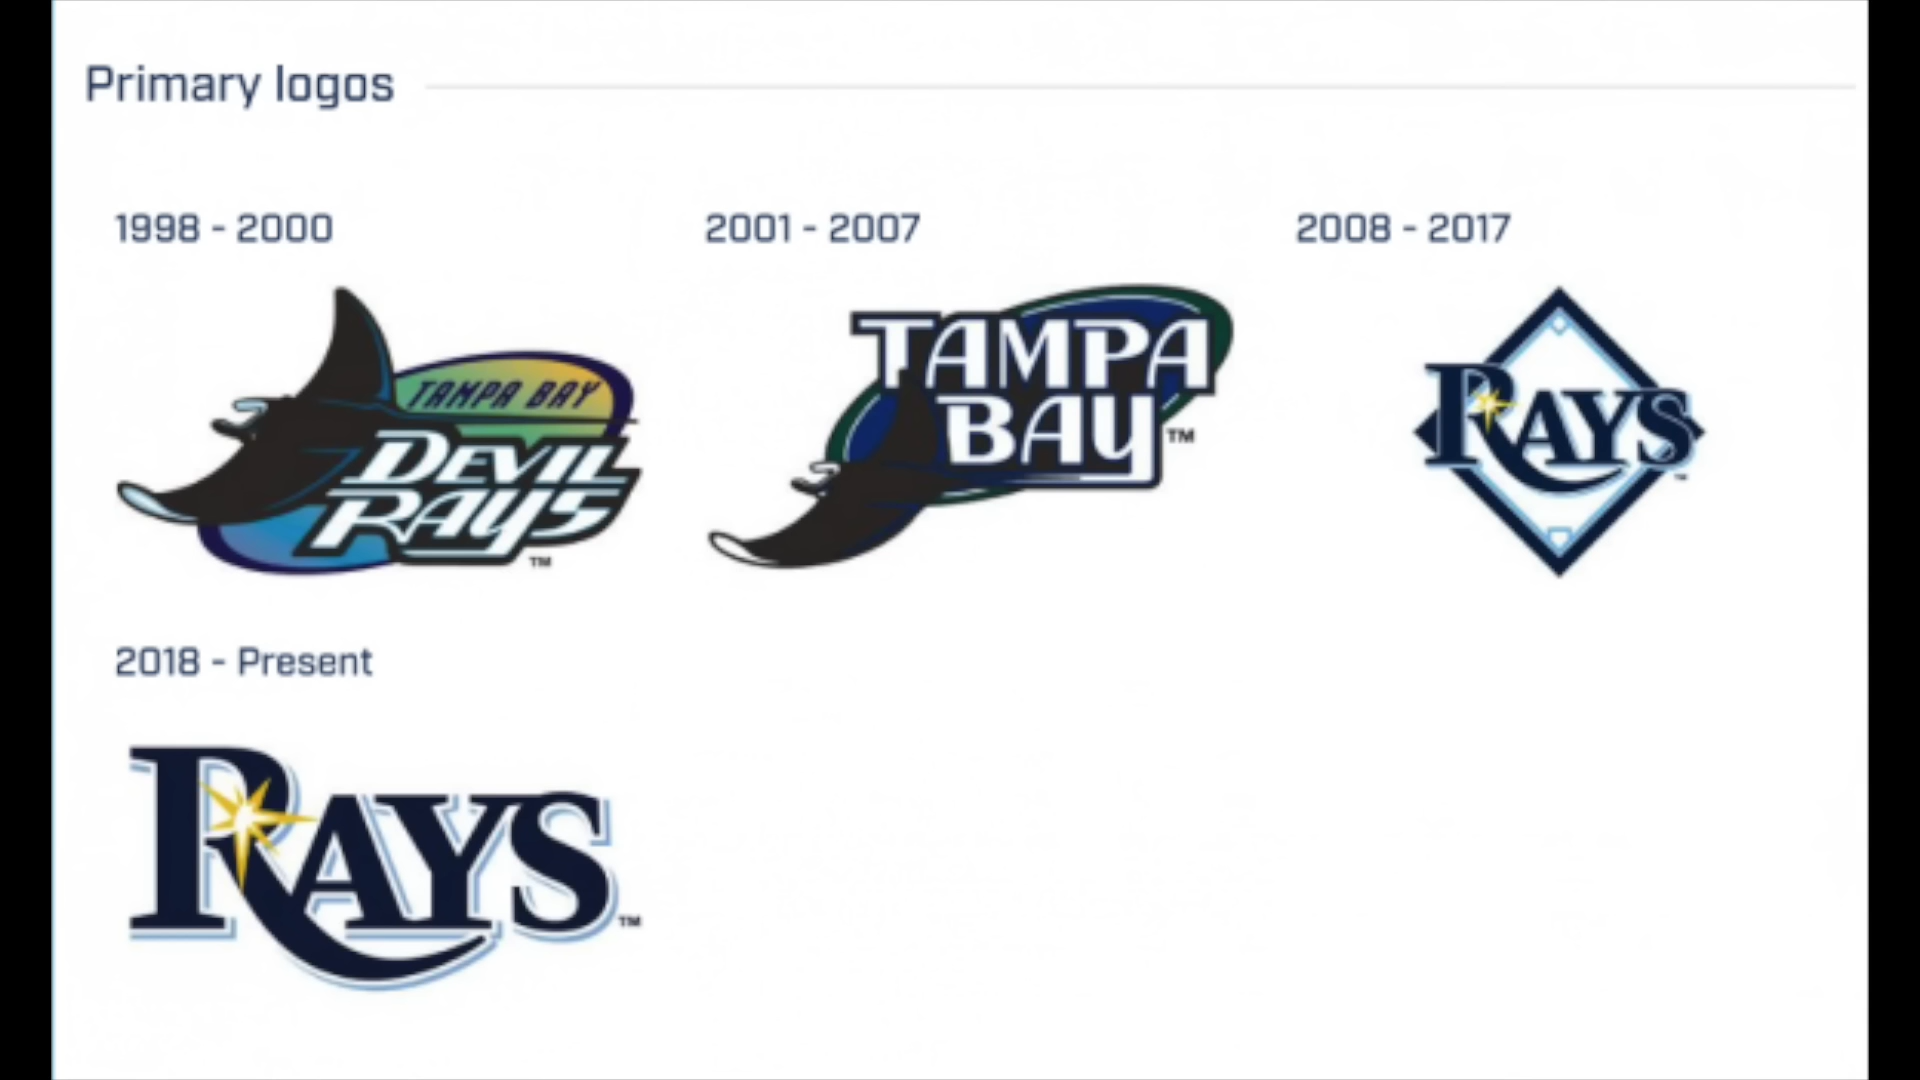 Primary logos
1998 - 2000
2001 - 2007
2008 - 2017
TAMPA BAY
DEVIL
RAYS
TM
TAMPA
BAY
TM
RAYS
2018 - Present
RAYS
TM